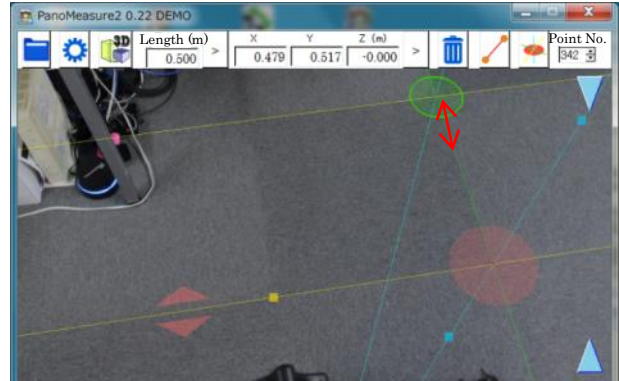 PanoMeasure2 0.22 DEMO
3D Length (m) X Y Z (m) Point No.
0.500 > 0.479 0.517 -0.000 > 342